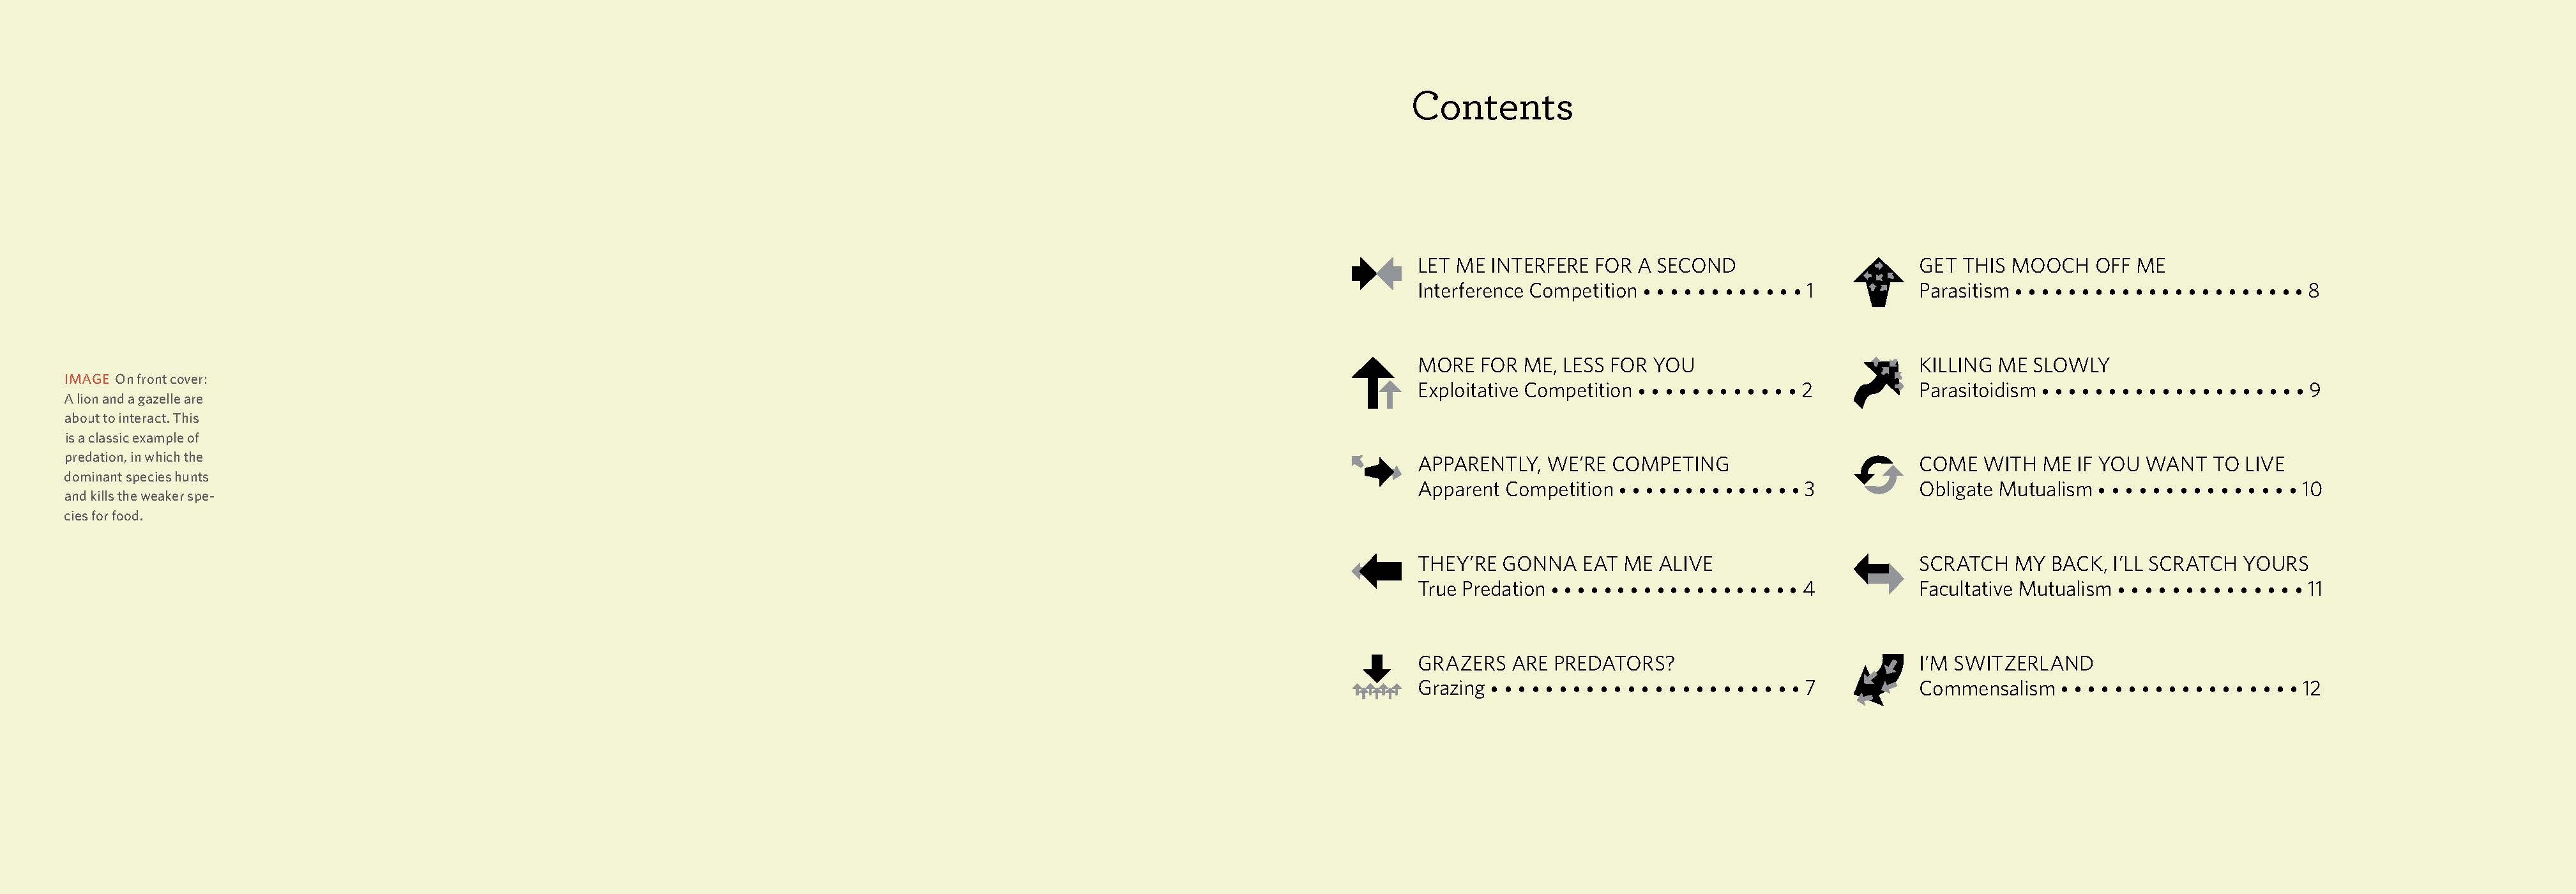 IMAGE On front cover:
A lion and a gazelle are
about to interact. This
is a classic example of
predation, in which the
dominant species hunts
and kills the weaker spe-
cies for food.
Contents
LET ME INTERFERE FOR A SECOND
Interference Competition • • • • • • • • • • • • 1
MORE FOR ME, LESS FOR YOU
Exploitative Competition • • • • • • • • • • • • 2
APPARENTLY, WE’RE COMPETING
Apparent Competition • • • • • • • • • • • • • • 3
THEY’RE GONNA EAT ME ALIVE
True Predation • • • • • • • • • • • • • • • • • • • 4
GRAZERS ARE PREDATORS?
Grazing • • • • • • • • • • • • • • • • • • • • • • • 7
GET THIS MOOCH OFF ME
Parasitism • • • • • • • • • • • • • • • • • • • • • • 8
KILLING ME SLOWLY
Parasitoidism • • • • • • • • • • • • • • • • • • • • 9
COME WITH ME IF YOU WANT TO LIVE
Obligate Mutualism • • • • • • • • • • • • • • • 10
SCRATCH MY BACK, I’LL SCRATCH YOURS
Facultative Mutualism • • • • • • • • • • • • • • 11
I’M SWITZERLAND
Commensalism • • • • • • • • • • • • • • • • • • 12